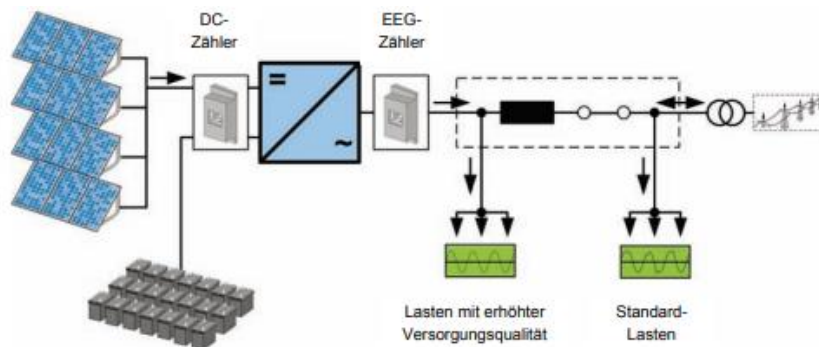 DC-
Zähler
EEG-
Zähler
=
~
Lasten mit erhöhter
Versorgungsqualität
Standard-
Lasten